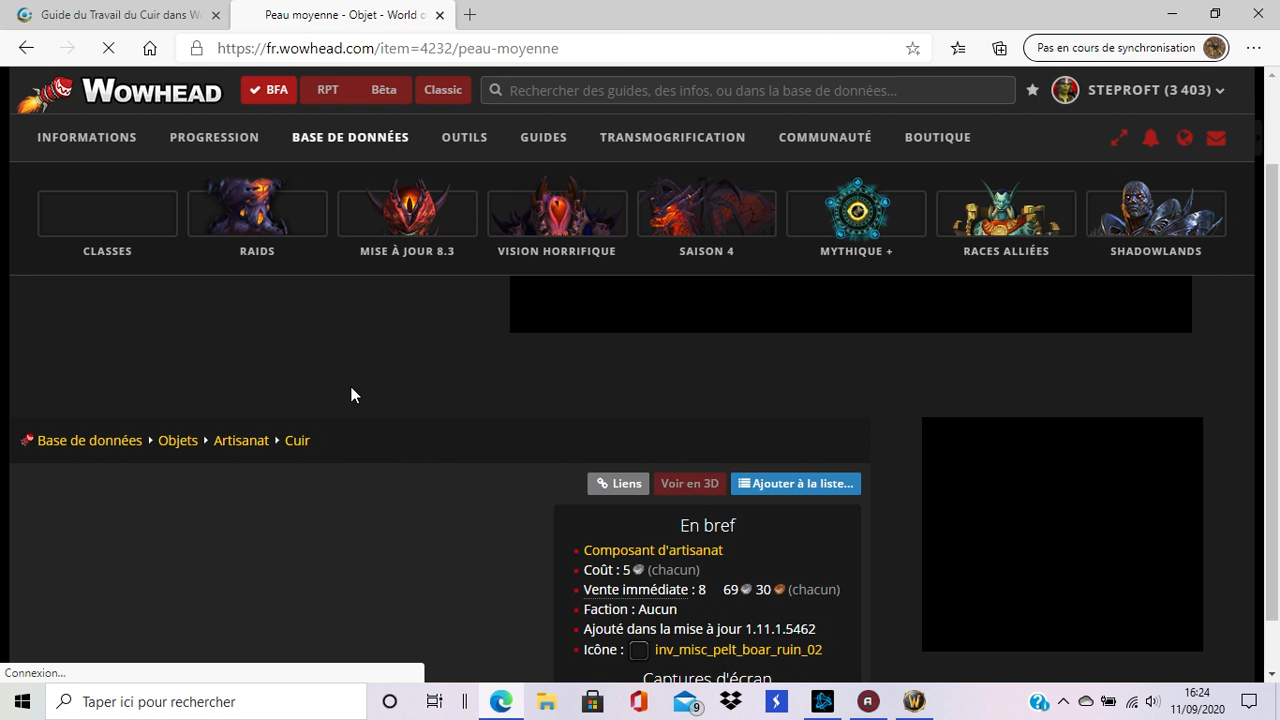 Guide du Travail du Cuir dans Wo
Peau moyenne - Objet - World o
https://fr.wowhead.com/item=4232/peau-moyenne
Pas en cours de synchronisation
WOWHEAD
BFA
RPT
Bêta
Classic
Rechercher des guides, des infos, ou dans la base de données...
STEPROFT (3 403)
INFORMATIONS
PROGRESSION
BASE DE DONNÉES
OUTILS
GUIDES
TRANSMOGRIFICATION
COMMUNAUTÉ
BOUTIQUE
CLASSES
RAIDS
MISE À JOUR 8.3
VISION HORRIFIQUE
SAISON 4
MYTHIQUE +
RACES ALLIÉES
SHADOWLANDS
Base de données
Objets
Artisanat
Cuir
Liens
Voir en 3D
Ajouter à la liste...
En bref
Composant d'artisanat
Coût : 5 (chacun)
Vente immédiate : 8 69 30 (chacun)
Faction : Aucun
Ajouté dans la mise à jour 1.11.1.5462
Icône : inv_misc_pelt_boar_ruin_02
Captures d'écran
Connexion...
Taper ici pour rechercher
9
16:24
11/09/2020